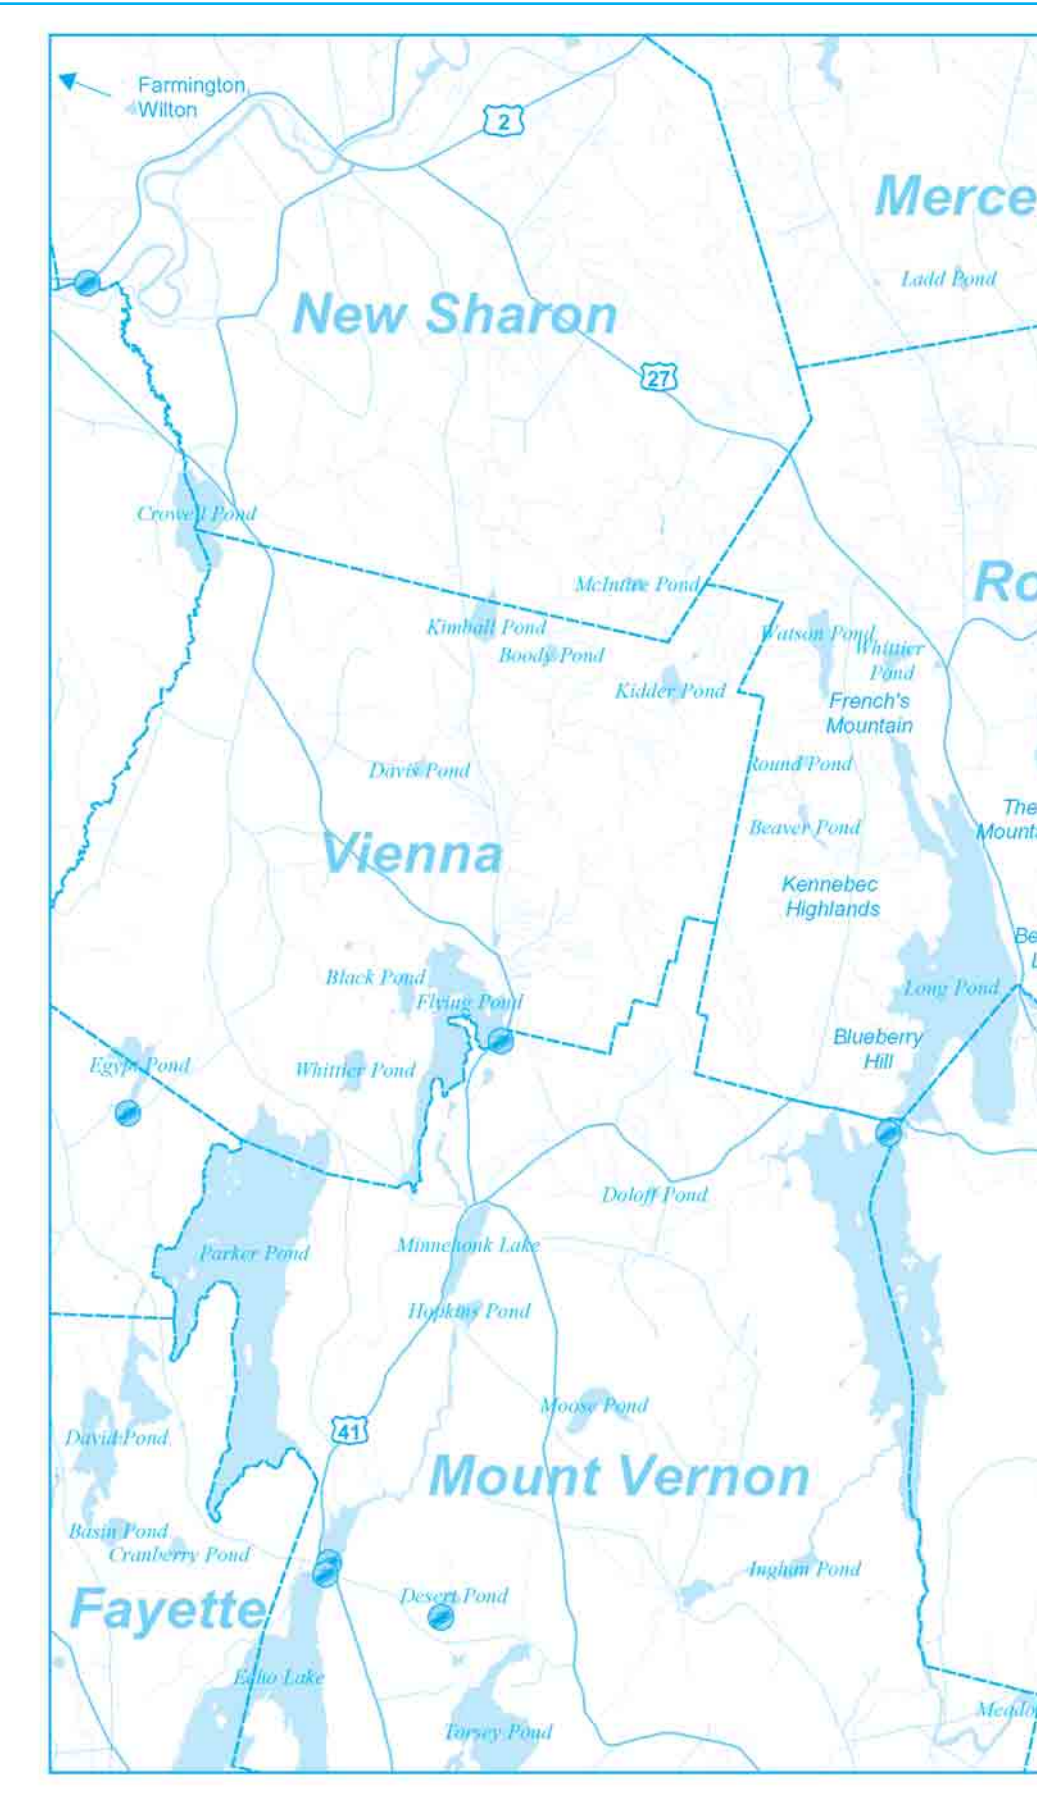 Farmington,
Wilton
2
Merce
Ladd Pond
New Sharon
27
Crowell Pond
McIntire Pond
Ro
Kimball Pond
Watson Pond
Whittier
Pond
Boody Pond
Kidder Pond
French's
Mountain
Davis Pond
Round Pond
The
Mounta
Beaver Pond
Vienna
Kennebec
Highlands
Be
L
Black Pond
Long Pond
Flying Pond
Blueberry
Hill
Egypt Pond
Whittier Pond
Doloff Pond
Parker Pond
Minnehonk Lake
Hopkins Pond
Moose Pond
41
David Pond
Mount Vernon
Basin Pond
Cranberry Pond
Ingham Pond
Fayette
Desert Pond
Echo Lake
Meado
Torsey Pond